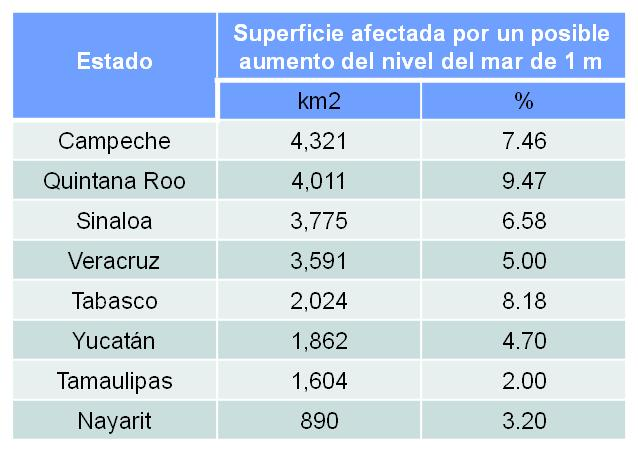 Estado
Superficie afectada por un posible
aumento del nivel del mar de 1 m
km2 %
Campeche 4,321 7.46
Quintana Roo 4,011 9.47
Sinaloa 3,775 6.58
Veracruz 3,591 5.00
Tabasco 2,024 8.18
Yucatán 1,862 4.70
Tamaulipas 1,604 2.00
Nayarit 890 3.20